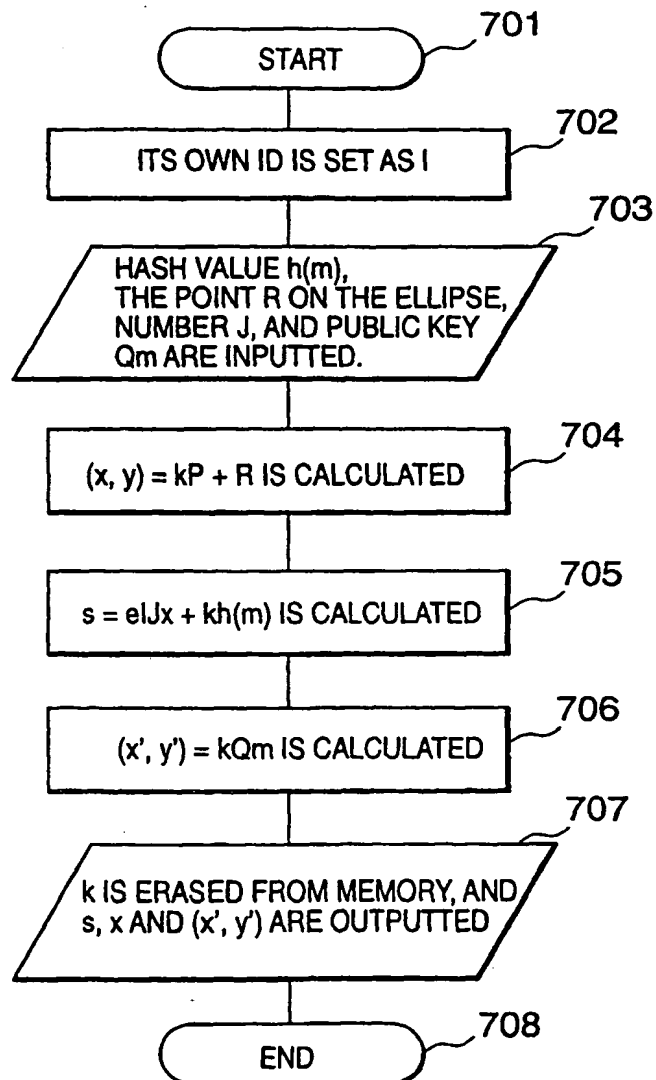 701
START
702
ITS OWN ID IS SET AS I
703
HASH VALUE h(m),
THE POINT R ON THE ELLIPSE,
NUMBER J, AND PUBLIC KEY
Qm ARE INPUTTED.
704
(x, y) = kP + R IS CALCULATED
705
s = eIJx + kh(m) IS CALCULATED
706
(x', y') = kQm IS CALCULATED
707
k IS ERASED FROM MEMORY, AND
s, x AND (x', y') ARE OUTPUTTED
708
END